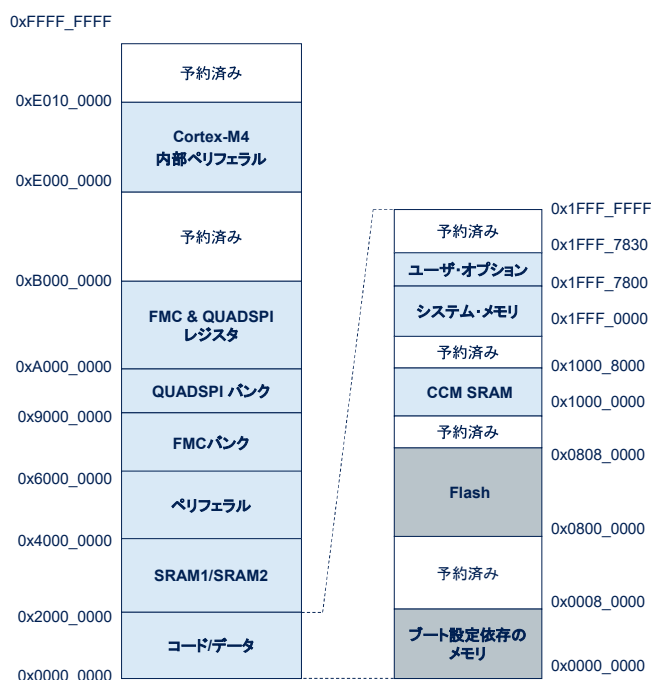 0xFFFF_FFFF
予約済み
0xE010_0000
Cortex-M4
内部ペリフェラル
0xE000_0000
予約済み
0xB000_0000
FMC & QUADSPI
レジスタ
0xA000_0000
QUADSPI バンク
0x9000_0000
FMCバンク
0x6000_0000
ペリフェラル
0x4000_0000
SRAM1/SRAM2
0x2000_0000
コード/データ
0x0000_0000
0x1FFF_FFFF
予約済み
0x1FFF_7830
ユーザ・オプション
0x1FFF_7800
システム・メモリ
0x1FFF_0000
予約済み
0x1000_8000
CCM SRAM
0x1000_0000
予約済み
0x0808_0000
Flash
0x0800_0000
予約済み
0x0008_0000
ブート設定依存の
メモリ
0x0000_0000